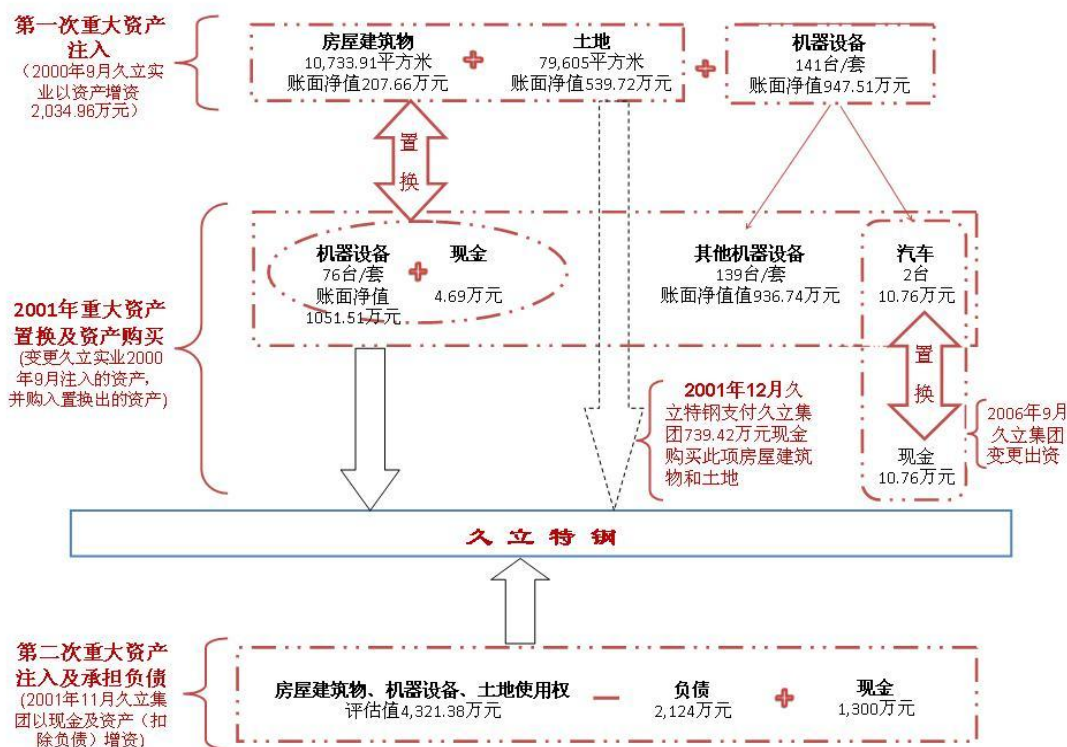 第一次重大资产
注入
（2000年9月久立实
业以资产增资
2,034.96万元）
房屋建筑物
10,733.91平方米
账面净值207.66万元
土地
79,605平方米
账面净值539.72万元
机器设备
141台/套
账面净值947.51万元
置
换
2001年重大资产
置换及资产购买
(变更久立实业2000
年9月注入的资产,
并购入置换出的资产)
机器设备
76台/套
账面净值
1051.51万元
现金
4.69万元
其他机器设备
139台/套
账面净值值936.74万元
汽车
2台
10.76万元
置
换
现金
10.76万元
2001年12月久
立特钢支付久立集
团739.42万元现金
购买此项房屋建筑
物和土地
2006年9月
久立集团
变更出资
久立特钢
第二次重大资产
注入及承担负债
(2001年11月久立集
团以现金及资产（扣
除负债）增资)
房屋建筑物、机器设备、土地使用权
评估值4,321.38万元
负债
2,124万元
现金
1,300万元